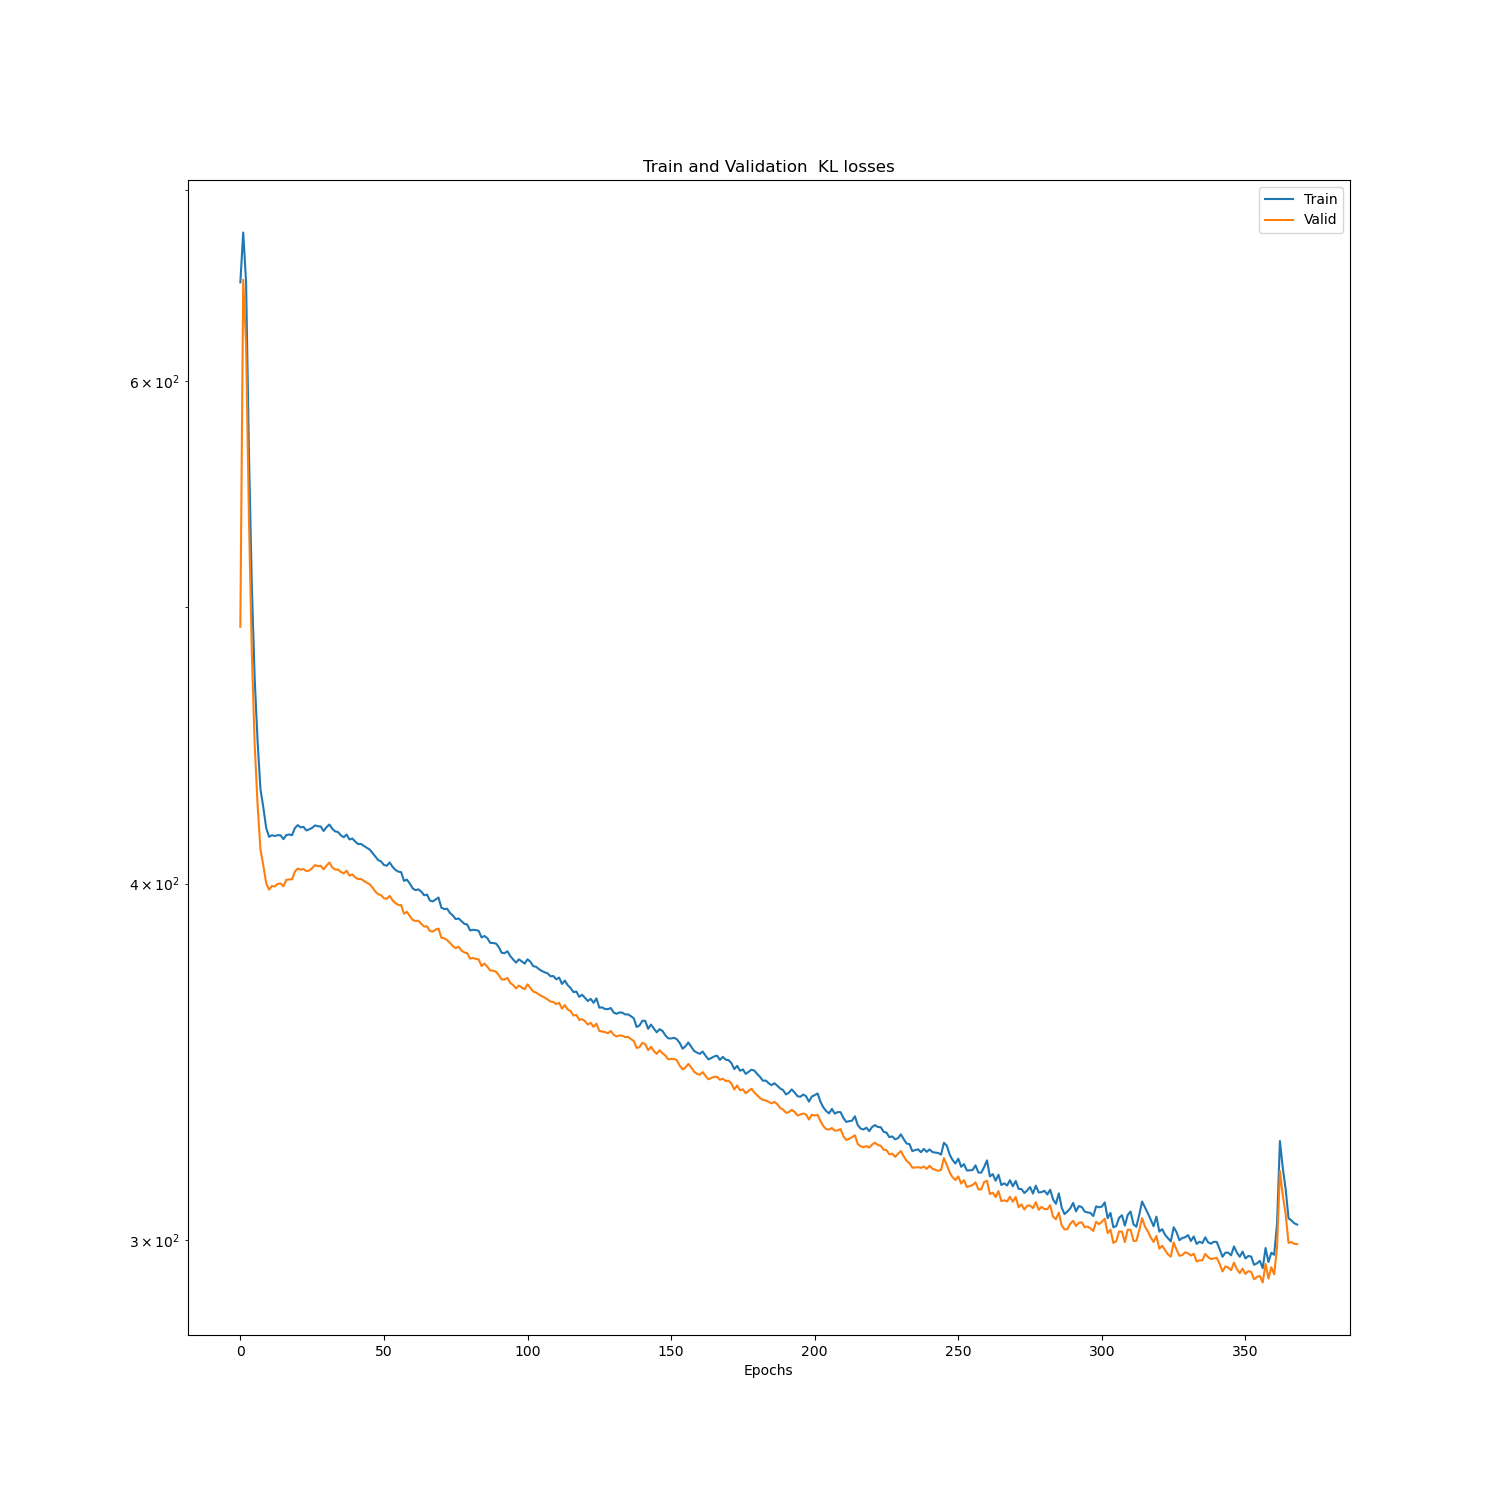 Train and Validation  KL losses
Train
Valid
6 × 10²
4 × 10²
3 × 10²
0 50 100 150 200 250 300 350
Epochs